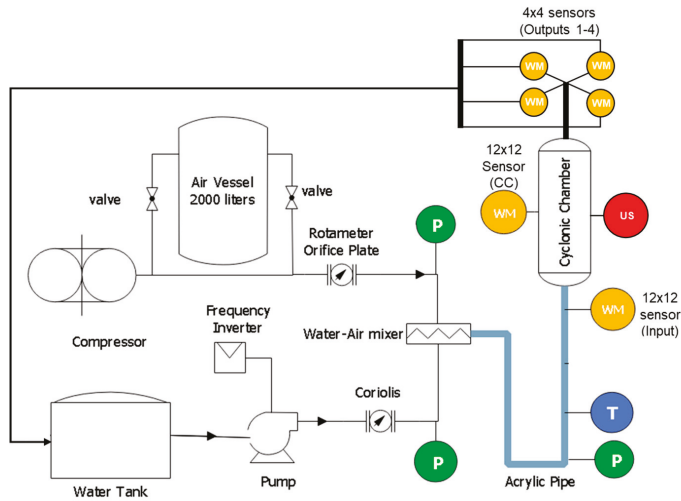 4x4 sensors
(Outputs 1-4)
WM
WM
WM
WM
12x12
Sensor
(CC)
WM
Cyclonic Chamber
US
Air Vessel
2000 liters
valve
valve
Rotameter
Orifice Plate
P
Compressor
Frequency
Inverter
Water-Air mixer
WM
12x12
sensor
(Input)
Coriolis
T
P
P
Water Tank
Pump
Acrylic Pipe